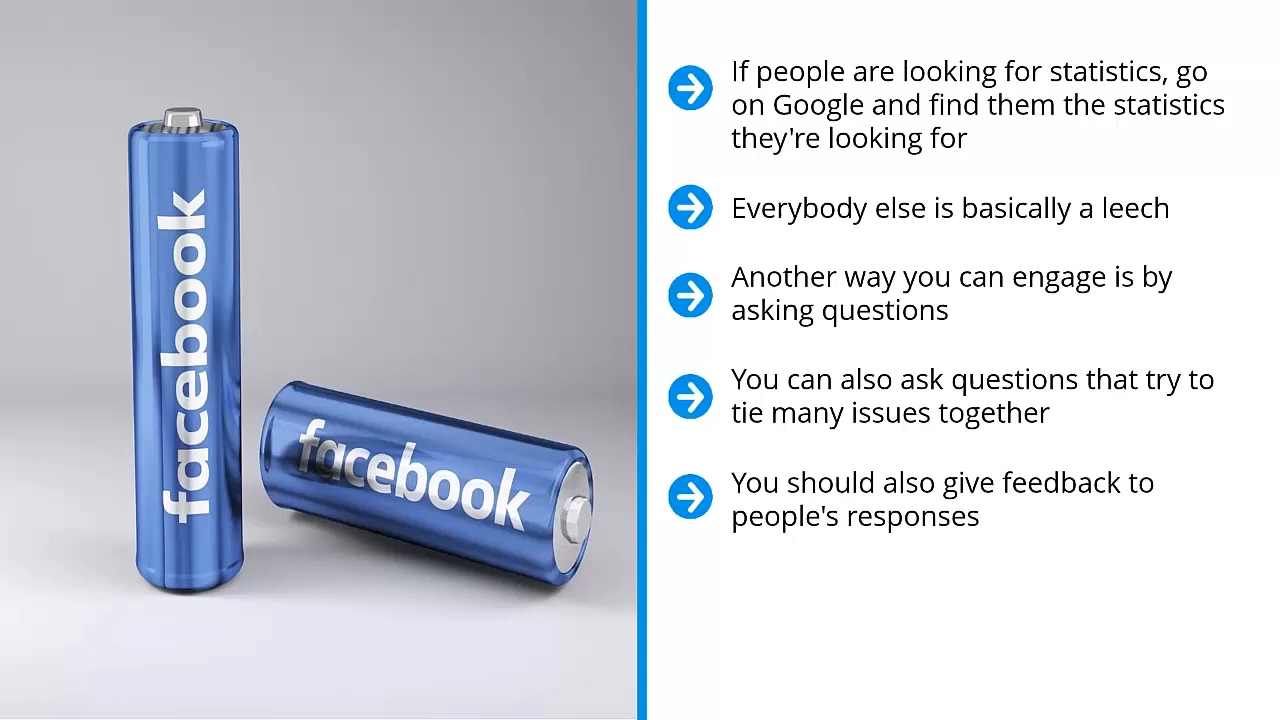 facebook
facebook
If people are looking for statistics, go
on Google and find them the statistics
they're looking for
Everybody else is basically a leech
Another way you can engage is by
asking questions
You can also ask questions that try to
tie many issues together
You should also give feedback to
people's responses